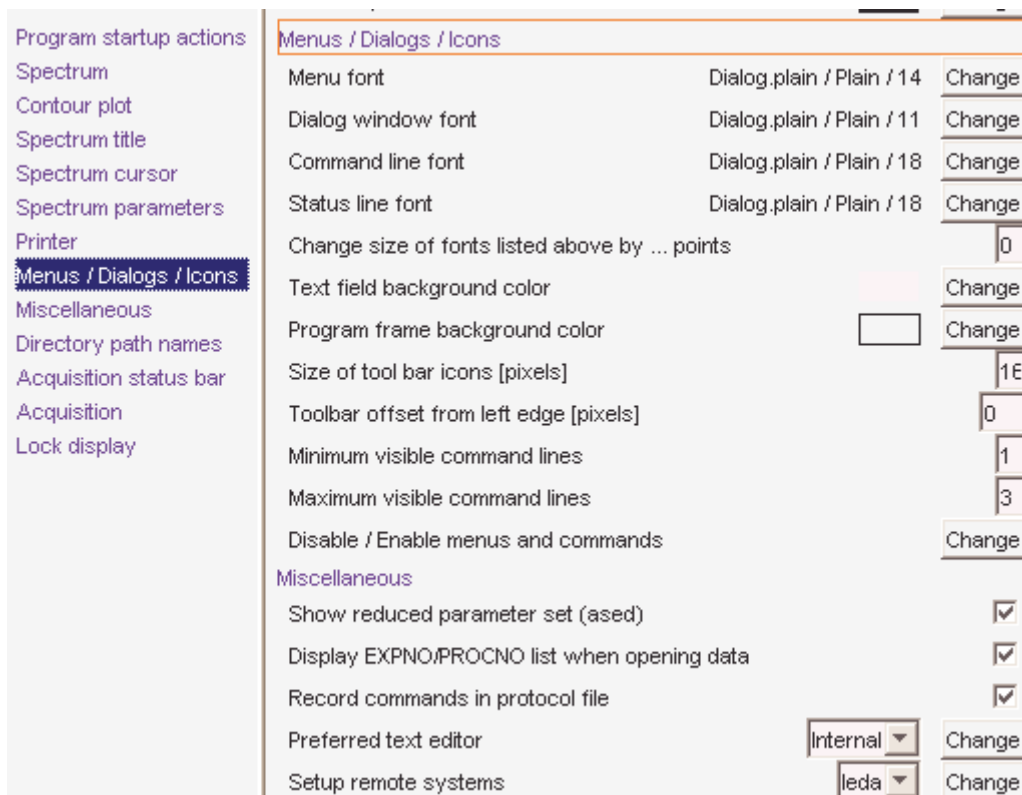 Program startup actions
Spectrum
Contour plot
Spectrum title
Spectrum cursor
Spectrum parameters
Printer
Menus / Dialogs / Icons
Miscellaneous
Directory path names
Acquisition status bar
Acquisition
Lock display
Menus / Dialogs / Icons
Menu font Dialog.plain / Plain / 14 Change
Dialog window font Dialog.plain / Plain / 11 Change
Command line font Dialog.plain / Plain / 18 Change
Status line font Dialog.plain / Plain / 18 Change
Change size of fonts listed above by ... points 0
Text field background color Change
Program frame background color Change
Size of tool bar icons [pixels]
Toolbar offset from left edge [pixels] 0
Minimum visible command lines 1
Maximum visible command lines 3
Disable / Enable menus and commands Change
Miscellaneous
Show reduced parameter set (ased)
Display EXPNO/PROCNO list when opening data
Record commands in protocol file
Preferred text editor Internal Change
Setup remote systems leda Change